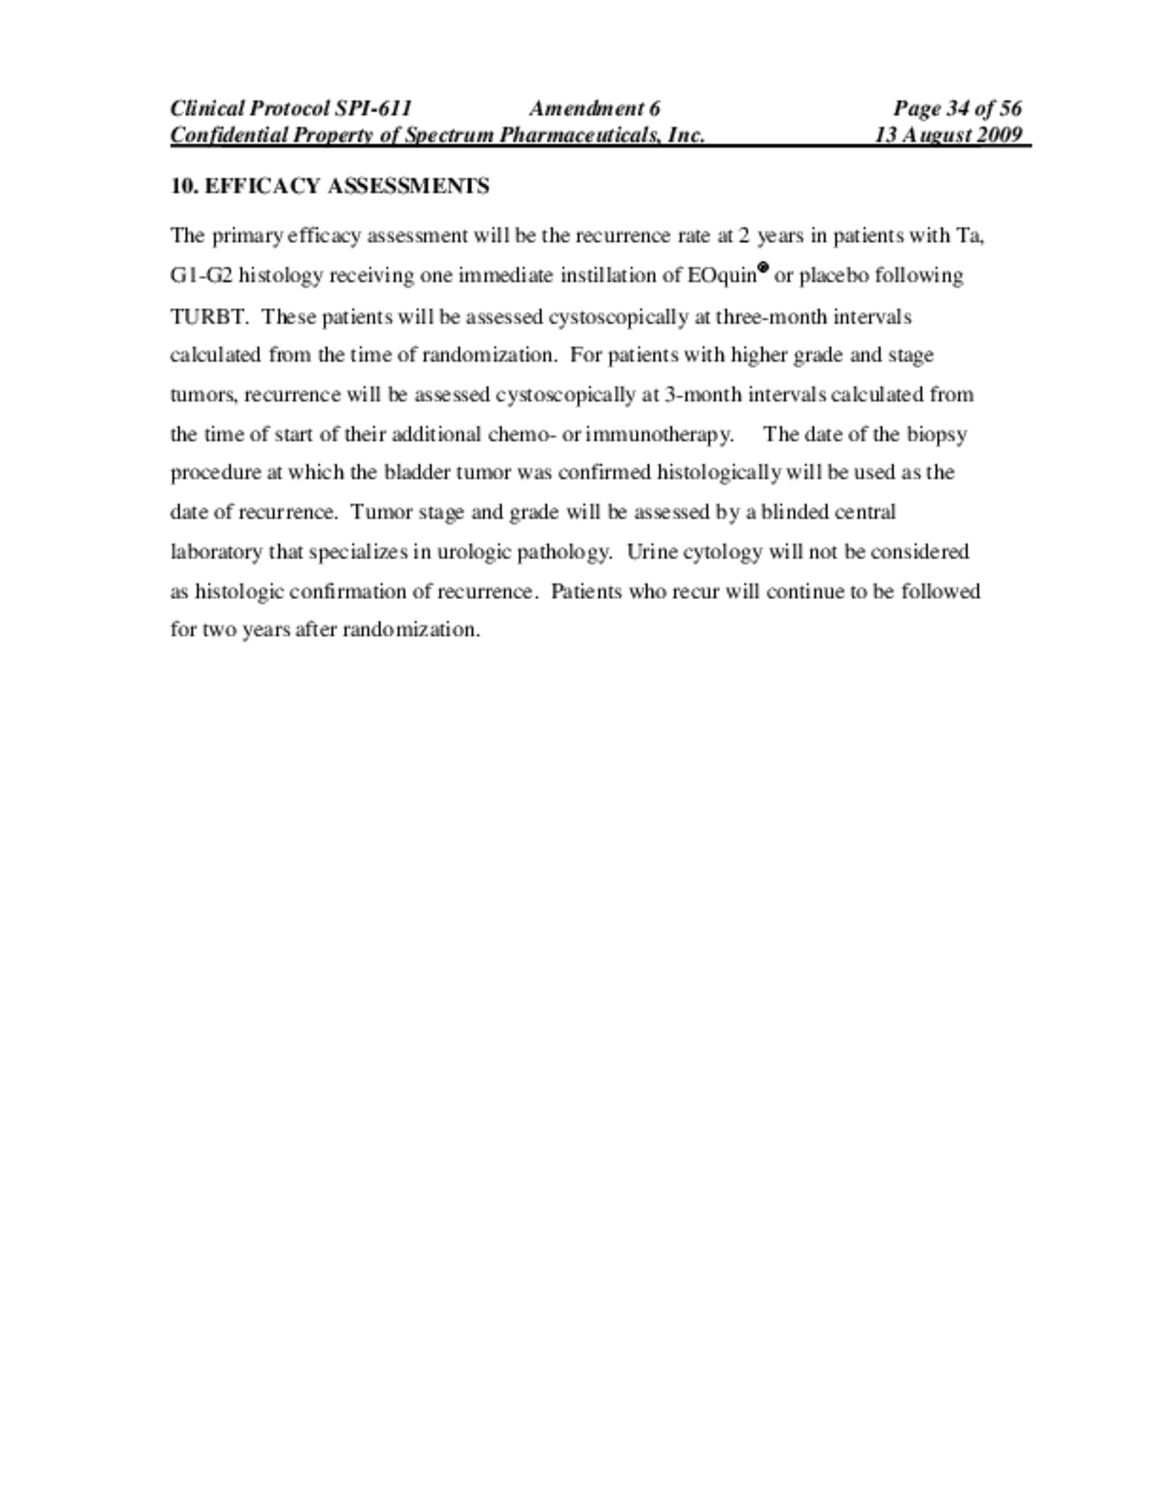 Clinical Protocol SPI-611 Amendment 6 Page 34 of 56
Confidential Property of Spectrum Pharmaceuticals, Inc. 13 August 2009
10. EFFICACY ASSESSMENTS
The primary efficacy assessment will be the recurrence rate at 2 years in patients with Ta,
G1-G2 histology receiving one immediate instillation of EOquin® or placebo following
TURBT. These patients will be assessed cystoscopically at three-month intervals
calculated from the time of randomization. For patients with higher grade and stage
tumors, recurrence will be assessed cystoscopically at 3-month intervals calculated from
the time of start of their additional chemo- or immunotherapy. The date of the biopsy
procedure at which the bladder tumor was confirmed histologically will be used as the
date of recurrence. Tumor stage and grade will be assessed by a blinded central
laboratory that specializes in urologic pathology. Urine cytology will not be considered
as histologic confirmation of recurrence. Patients who recur will continue to be followed
for two years after randomization.